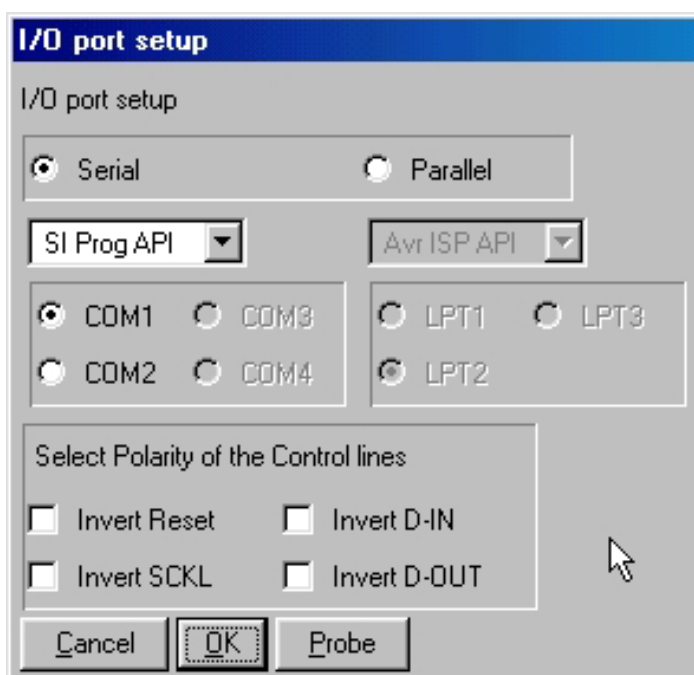 I/O port setup
I/O port setup
Serial Parallel
SI Prog API Avr ISP API
COM1 COM3 LPT1 LPT3
COM2 COM4 LPT2
Select Polarity of the Control lines
Invert Reset Invert D-IN
Invert SCKL Invert D-OUT
Cancel OK Probe